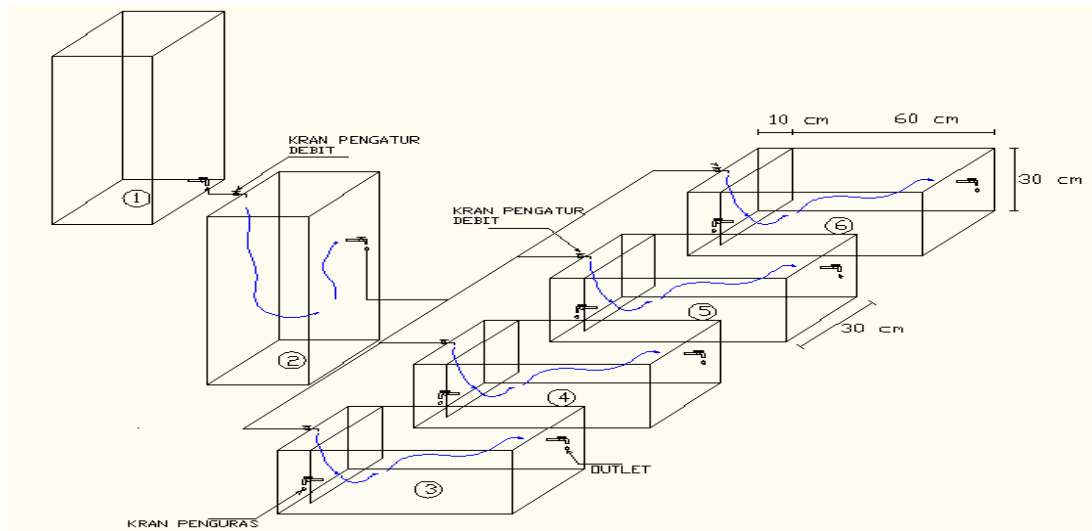 10 cm
60 cm
KRAN PENGATUR
DEBIT
30 cm
1
KRAN PENGATUR
DEBIT
6
5
30 cm
2
4
OUTLET
3
KRAN PENGURAS